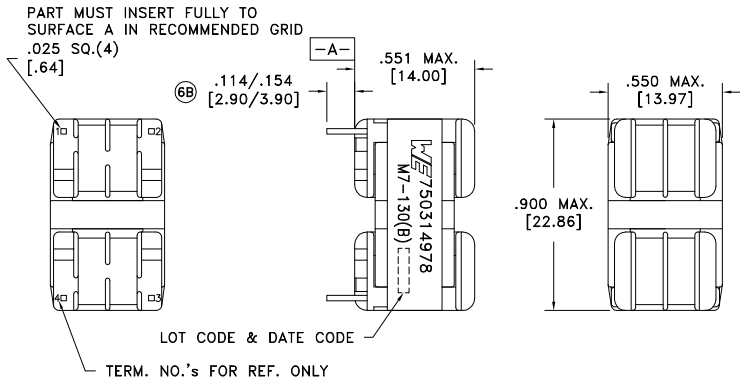 PART MUST INSERT FULLY TO
SURFACE A IN RECOMMENDED GRID
.025 SQ.(4)
[.64]
-A-
.551 MAX.
[14.00]
6B
.114/.154
[2.90/3.90]
.550 MAX.
[13.97]
1
2
WE 750314978
M7-130(B)
.900 MAX.
[22.86]
4
3
LOT CODE & DATE CODE
TERM. NO.'s FOR REF. ONLY